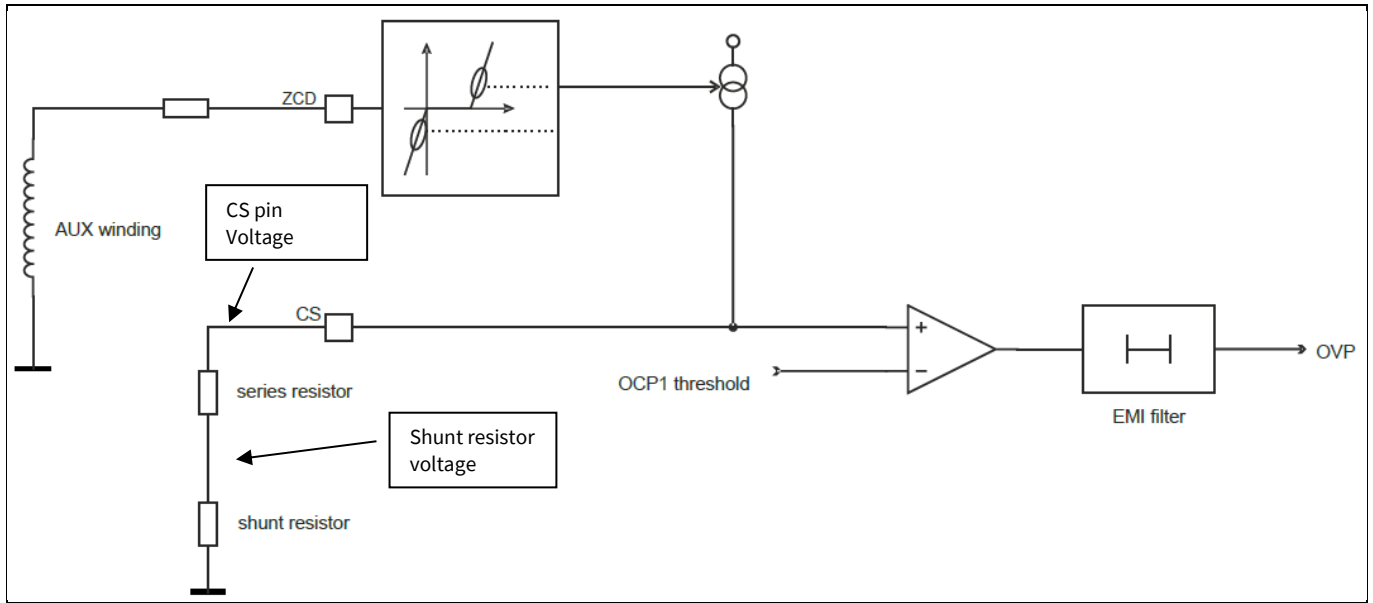 ZCD
CS pin
Voltage
AUX winding
CS
+
−
OVP
OCP1 threshold
series resistor
EMI filter
Shunt resistor
voltage
shunt resistor